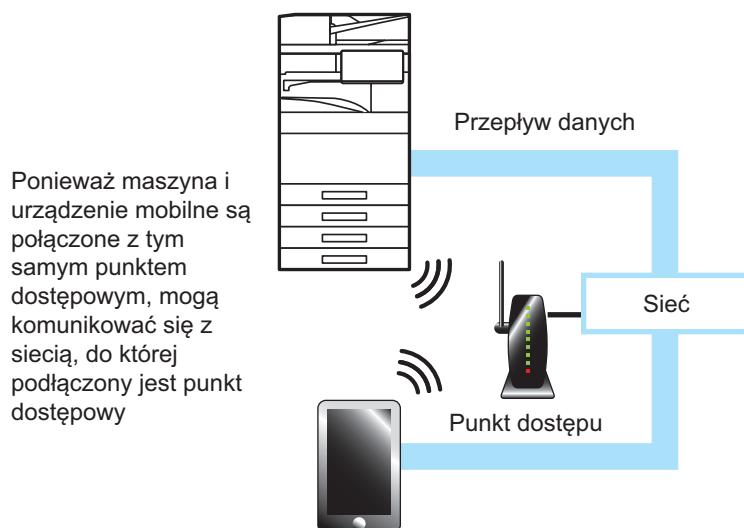 Przepływ danych
Ponieważ maszyna i
urządzenie mobilne są
połączone z tym
samym punktem
dostępowym, mogą
komunikować się z
siecią, do której
podłączony jest punkt
dostępowy
Sieć
Punkt dostępu